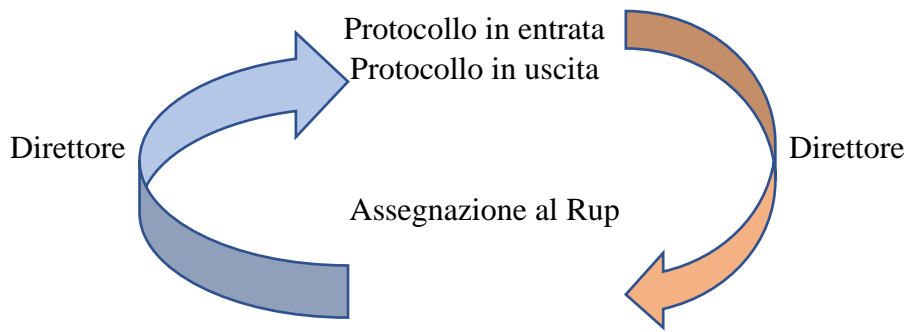 Protocollo in entrata
Protocollo in uscita
Direttore
Direttore
Assegnazione al Rup